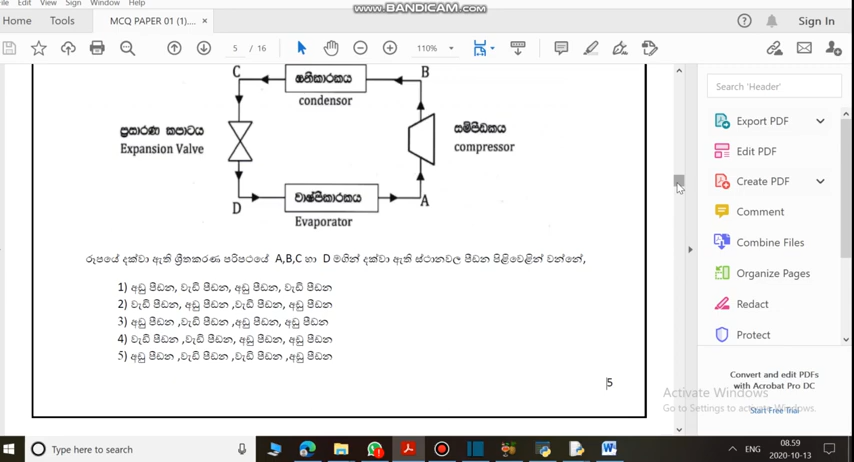 File Edit View Sign Window Help
www.BANDICAM.com
Home Tools MCQ PAPER 01 (1).... × Sign In
5 / 16 110%
C B
ඝනීකාරකය
condensor
ප්‍රසාරණ කපාටය
Expansion Valve
සම්පීඩකය
compressor
D A
වාෂ්පීකාරකය
Evaporator
රූපයේ දක්වා ඇති ශ්‍රීතකරණ පරිපථයේ A,B,C හා D මගින් දක්වා ඇති ස්ථානවල පීඩන පිළිවෙළින් වන්නේ,
1) අඩු පීඩන, වැඩි පීඩන, අඩු පීඩන, වැඩි පීඩන
2) වැඩි පීඩන, අඩු පීඩන ,වැඩි පීඩන, අඩු පීඩන
3) අඩු පීඩන ,වැඩි පීඩන ,අඩු පීඩන, අඩු පීඩන
4) වැඩි පීඩන ,වැඩි පීඩන, අඩු පීඩන, අඩු පීඩන
5) අඩු පීඩන ,වැඩි පීඩන ,වැඩි පීඩන ,අඩු පීඩන
5
Search 'Header'
Export PDF
Edit PDF
Create PDF
Comment
Combine Files
Organize Pages
Redact
Protect
Convert and edit PDFs
with Acrobat Pro DC
Start Free Trial
Activate Windows
Go to Settings to activate Windows.
Type here to search
ENG
08.59
2020-10-13